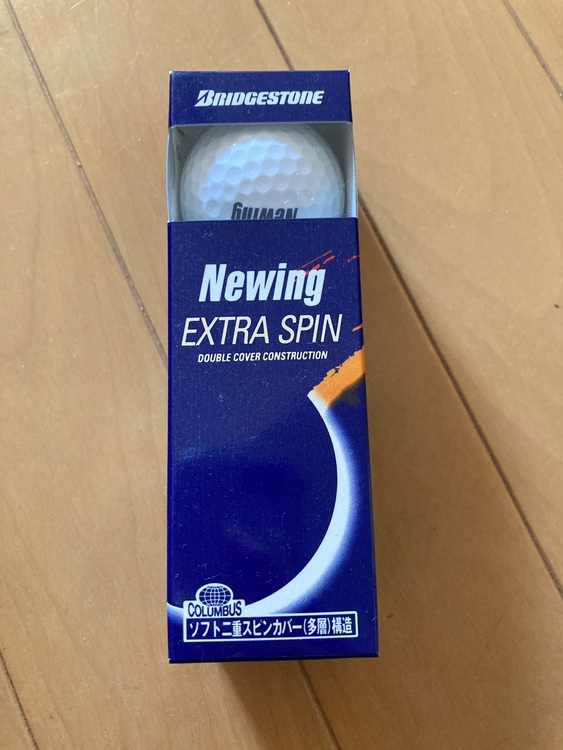 BRIDGESTONE
Newing
Newing
EXTRA SPIN
DOUBLE COVER CONSTRUCTION
COLUMBUS
ソフト二重スピンカバー(多層)構造